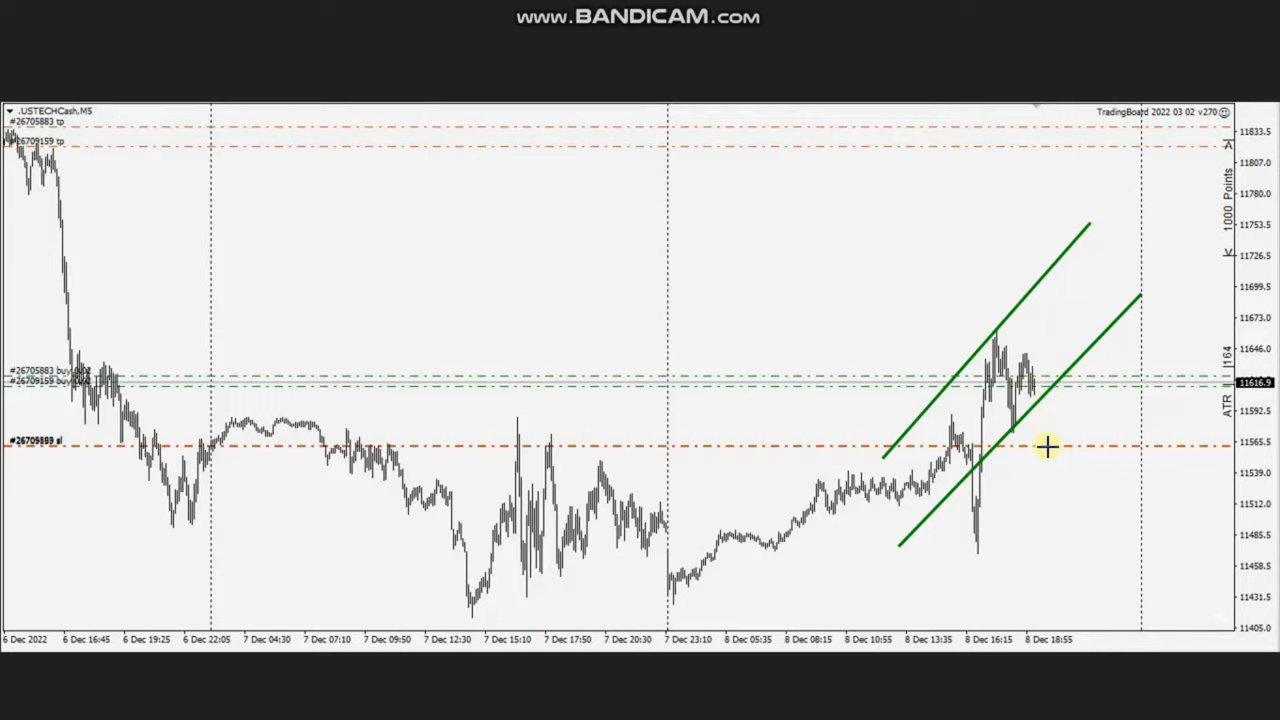 www.BANDICAM.com
.USTECHCash,M5
TradingBoard 2022 03 02 v270
#26705883 tp
#26709159 tp
#26705883 buy
#26709159 buy
sl
A
1000 Points
V
164
ATR
11833.5
11807.0
11780.0
11753.5
11726.5
11699.5
11673.0
11646.0
11616.9
11592.5
11565.5
11539.0
11512.0
11485.5
11458.5
11431.5
11405.0
6 Dec 2022 6 Dec 16:45 6 Dec 19:25 6 Dec 22:05 7 Dec 04:30 7 Dec 07:10 7 Dec 09:50 7 Dec 12:30 7 Dec 15:10 7 Dec 17:50 7 Dec 20:30 7 Dec 23:10 8 Dec 05:35 8 Dec 08:15 8 Dec 10:55 8 Dec 13:35 8 Dec 16:15 8 Dec 18:55